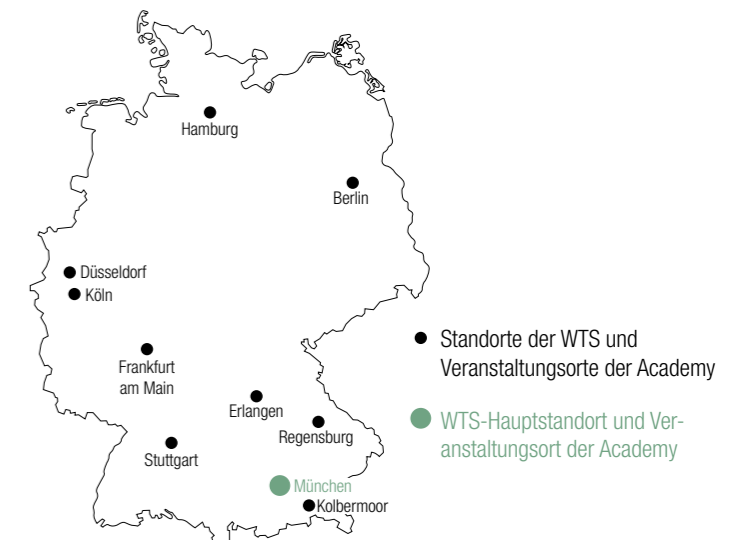 Hamburg
Berlin
Düsseldorf
Köln
Frankfurt
am Main
Erlangen
Regensburg
Stuttgart
München
Kolbermoor
Standorte der WTS und
Veranstaltungsorte der Academy
WTS-Hauptstandort und Ver-
anstaltungsort der Academy